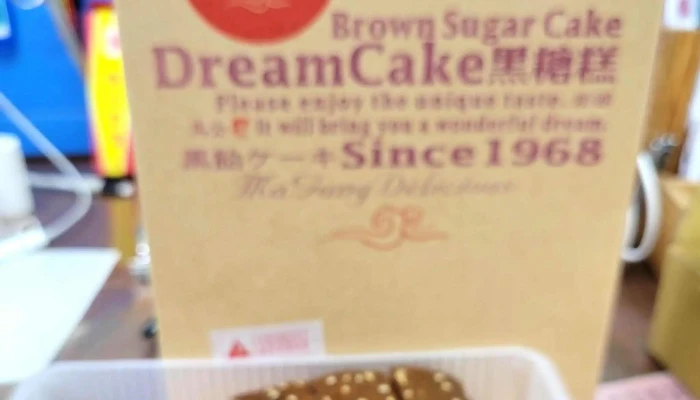 Brown Sugar Cake
DreamCake黑糖糕
Please enjoy the unique taste.
It will bring you a wonderful dream.
黒飴ケーキSince1968